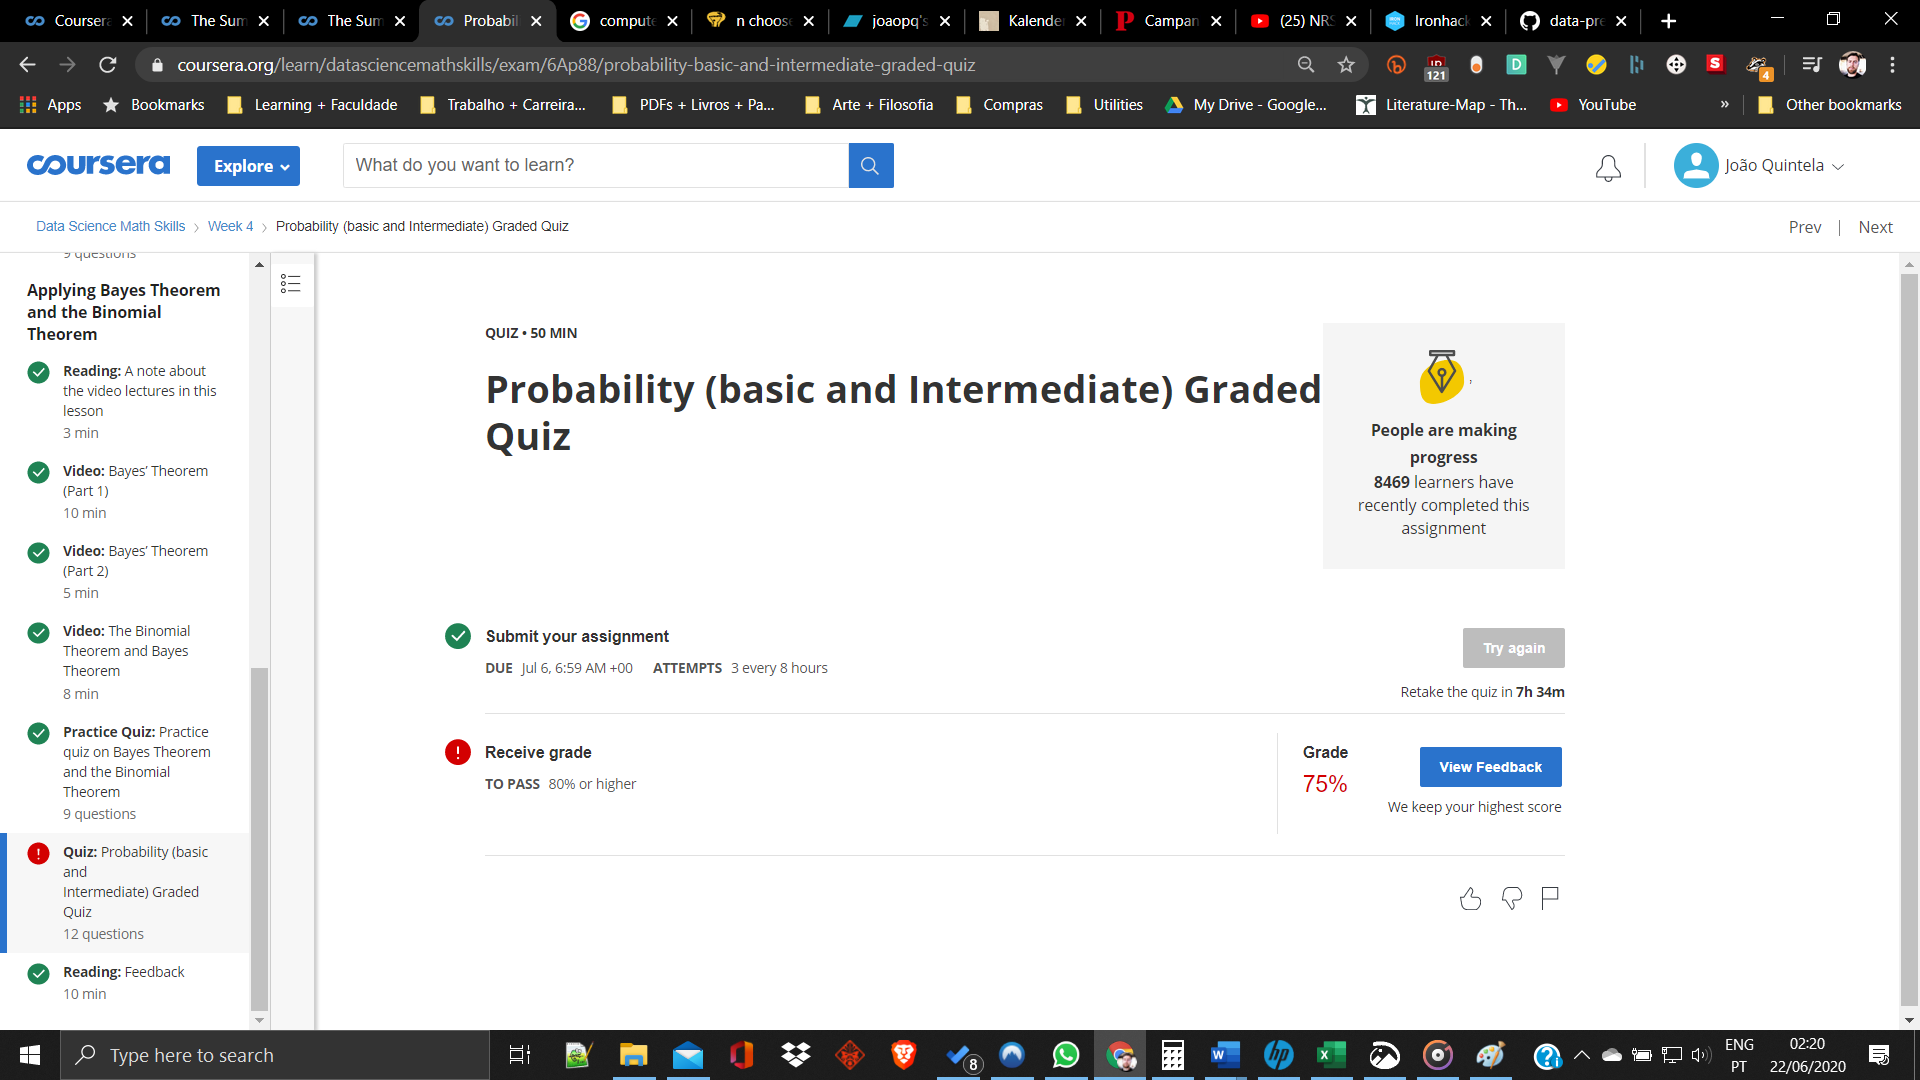 Coursera
The Sum
The Sum
Probabili
compute
n choose
joaopq's
Kalender
Campan
(25) NRS
Ironhack
data-pre
coursera.org/learn/datasciencemathskills/exam/6Ap88/probability-basic-and-intermediate-graded-quiz
121
4
Apps
Bookmarks
Learning + Faculdade
Trabalho + Carreira...
PDFs + Livros + Pa...
Arte + Filosofia
Compras
Utilities
My Drive - Google...
Literature-Map - Th...
YouTube
»
Other bookmarks
coursera
Explore
What do you want to learn?
João Quintela
Data Science Math Skills > Week 4 > Probability (basic and Intermediate) Graded Quiz
Prev | Next
9 questions
Applying Bayes Theorem
and the Binomial
Theorem
Reading: A note about
the video lectures in this
lesson
3 min
Video: Bayes' Theorem
(Part 1)
10 min
Video: Bayes' Theorem
(Part 2)
5 min
Video: The Binomial
Theorem and Bayes
Theorem
8 min
Practice Quiz: Practice
quiz on Bayes Theorem
and the Binomial
Theorem
9 questions
Quiz: Probability (basic
and
Intermediate) Graded
Quiz
12 questions
Reading: Feedback
10 min
QUIZ • 50 MIN
Probability (basic and Intermediate) Graded
Quiz
People are making
progress
8469 learners have
recently completed this
assignment
Submit your assignment
DUE Jul 6, 6:59 AM +00 ATTEMPTS 3 every 8 hours
Try again
Retake the quiz in 7h 34m
Receive grade
TO PASS 80% or higher
Grade
75%
View Feedback
We keep your highest score
Type here to search
8
ENG
PT
02:20
22/06/2020